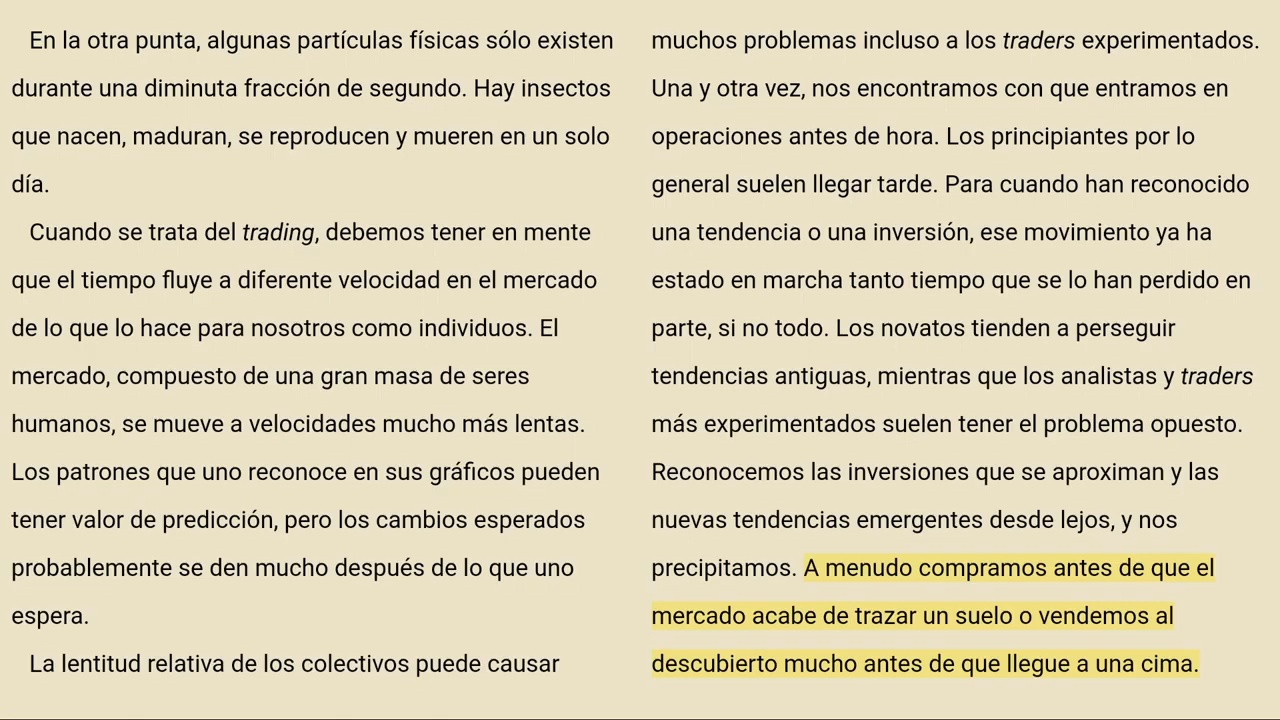 En la otra punta, algunas partículas físicas sólo existen
durante una diminuta fracción de segundo. Hay insectos
que nacen, maduran, se reproducen y mueren en un solo
día.
Cuando se trata del trading, debemos tener en mente
que el tiempo fluye a diferente velocidad en el mercado
de lo que lo hace para nosotros como individuos. El
mercado, compuesto de una gran masa de seres
humanos, se mueve a velocidades mucho más lentas.
Los patrones que uno reconoce en sus gráficos pueden
tener valor de predicción, pero los cambios esperados
probablemente se den mucho después de lo que uno
espera.
La lentitud relativa de los colectivos puede causar
muchos problemas incluso a los traders experimentados.
Una y otra vez, nos encontramos con que entramos en
operaciones antes de hora. Los principiantes por lo
general suelen llegar tarde. Para cuando han reconocido
una tendencia o una inversión, ese movimiento ya ha
estado en marcha tanto tiempo que se lo han perdido en
parte, si no todo. Los novatos tienden a perseguir
tendencias antiguas, mientras que los analistas y traders
más experimentados suelen tener el problema opuesto.
Reconocemos las inversiones que se aproximan y las
nuevas tendencias emergentes desde lejos, y nos
precipitamos. A menudo compramos antes de que el
mercado acabe de trazar un suelo o vendemos al
descubierto mucho antes de que llegue a una cima.